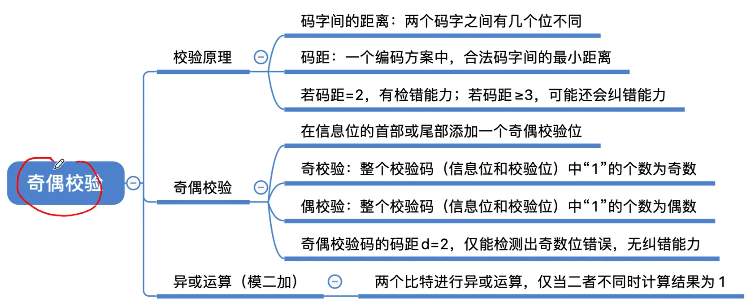 奇偶校验
校验原理
码字间的距离：两个码字之间有几个位不同
码距：一个编码方案中，合法码字间的最小距离
若码距=2，有检错能力；若码距≥3，可能还会纠错能力
奇偶校验
在信息位的首部或尾部添加一个奇偶校验位
奇校验：整个校验码（信息位和校验位）中“1”的个数为奇数
偶校验：整个校验码（信息位和校验位）中“1”的个数为偶数
奇偶校验码的码距d=2，仅能检测出奇数位错误，无纠错能力
异或运算（模二加）
两个比特进行异或运算，仅当二者不同时计算结果为1